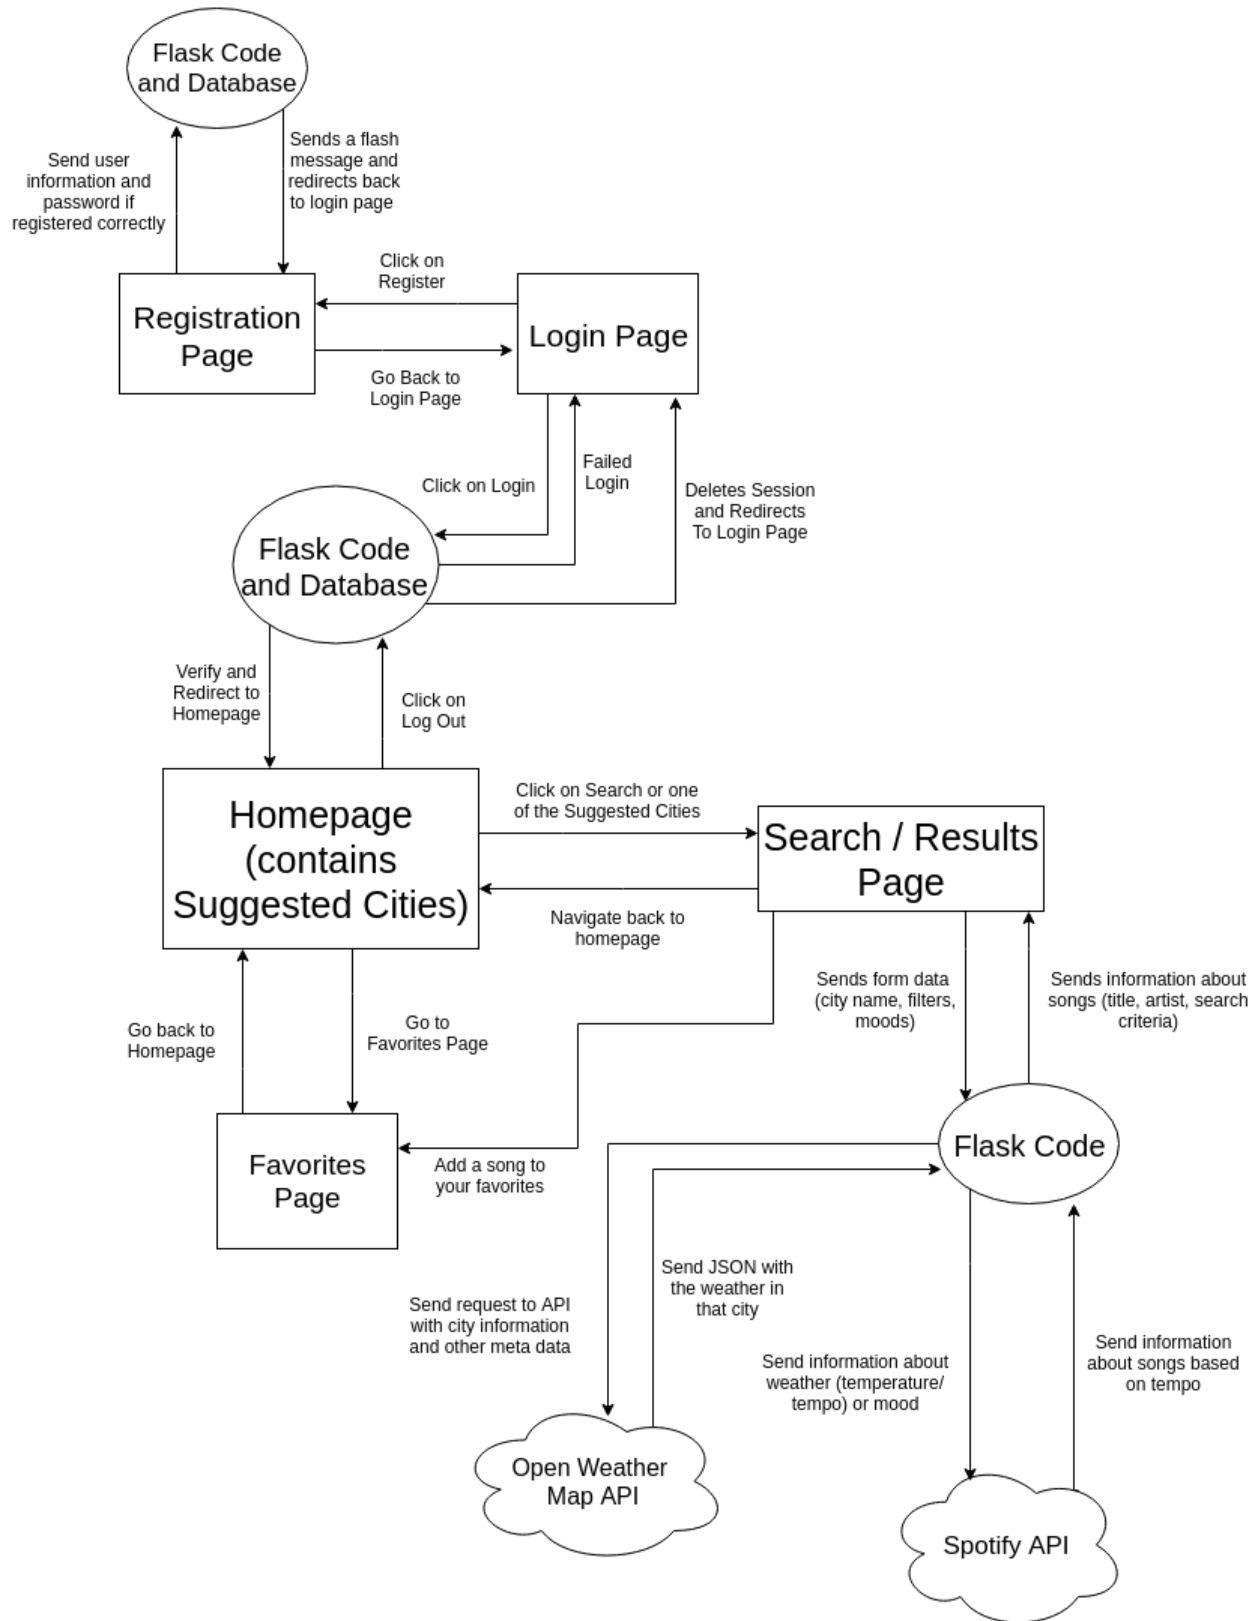 Flask Code
and Database
Send user
information and
password if
registered correctly
Sends a flash
message and
redirects back
to login page
Click on
Register
Registration
Page
Login Page
Go Back to
Login Page
Click on Login
Failed
Login
Deletes Session
and Redirects
To Login Page
Flask Code
and Database
Verify and
Redirect to
Homepage
Click on
Log Out
Homepage
(contains
Suggested Cities)
Click on Search or one
of the Suggested Cities
Search / Results
Page
Navigate back to
homepage
Sends form data
(city name, filters,
moods)
Sends information about
songs (title, artist, search
criteria)
Go back to
Homepage
Go to
Favorites Page
Favorites
Page
Add a song to
your favorites
Flask Code
Send request to API
with city information
and other meta data
Send JSON with
the weather in
that city
Send information about
weather (temperature/
tempo) or mood
Send information
about songs based
on tempo
Open Weather
Map API
Spotify API